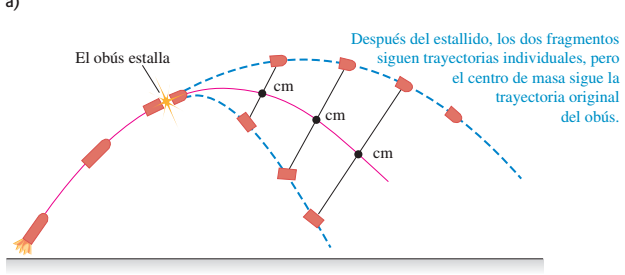 a)
El obús estalla
Después del estallido, los dos fragmentos
siguen trayectorias individuales, pero
el centro de masa sigue la
trayectoria original
del obús.
cm
cm
cm